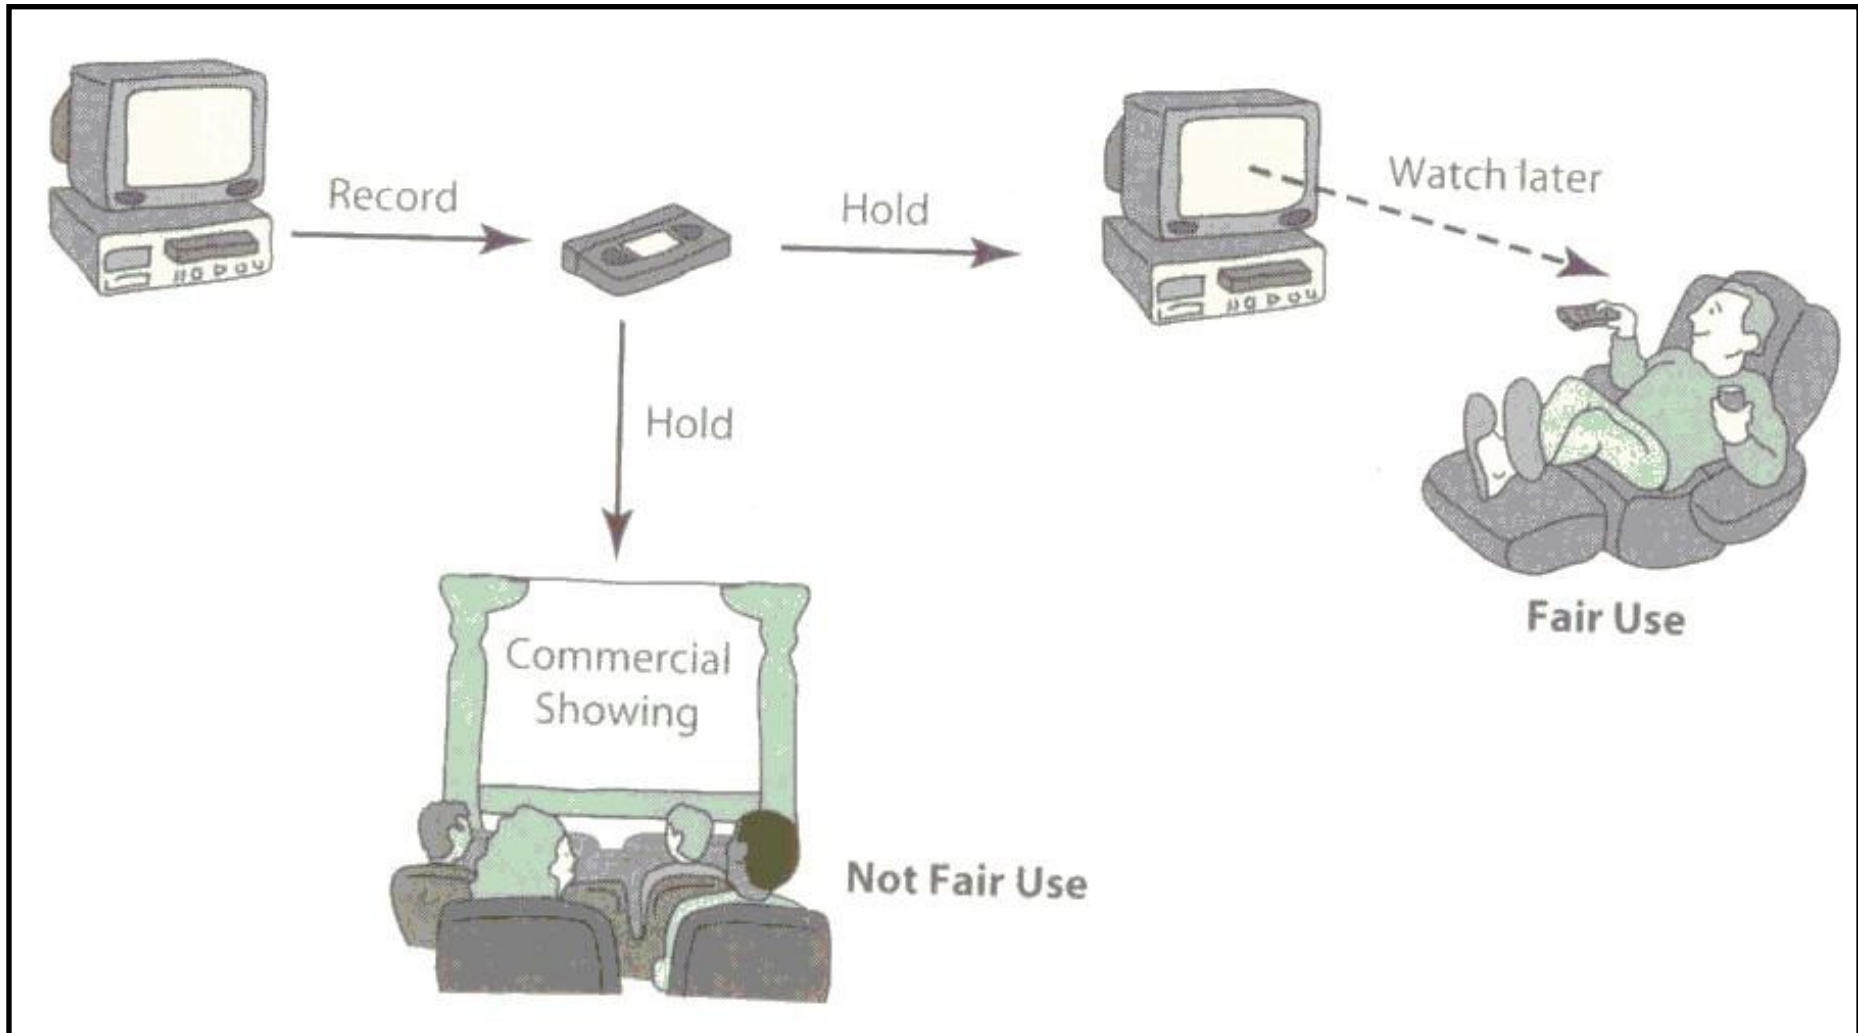 Record
Hold
Watch later
Hold
Fair Use
Commercial
Showing
Not Fair Use